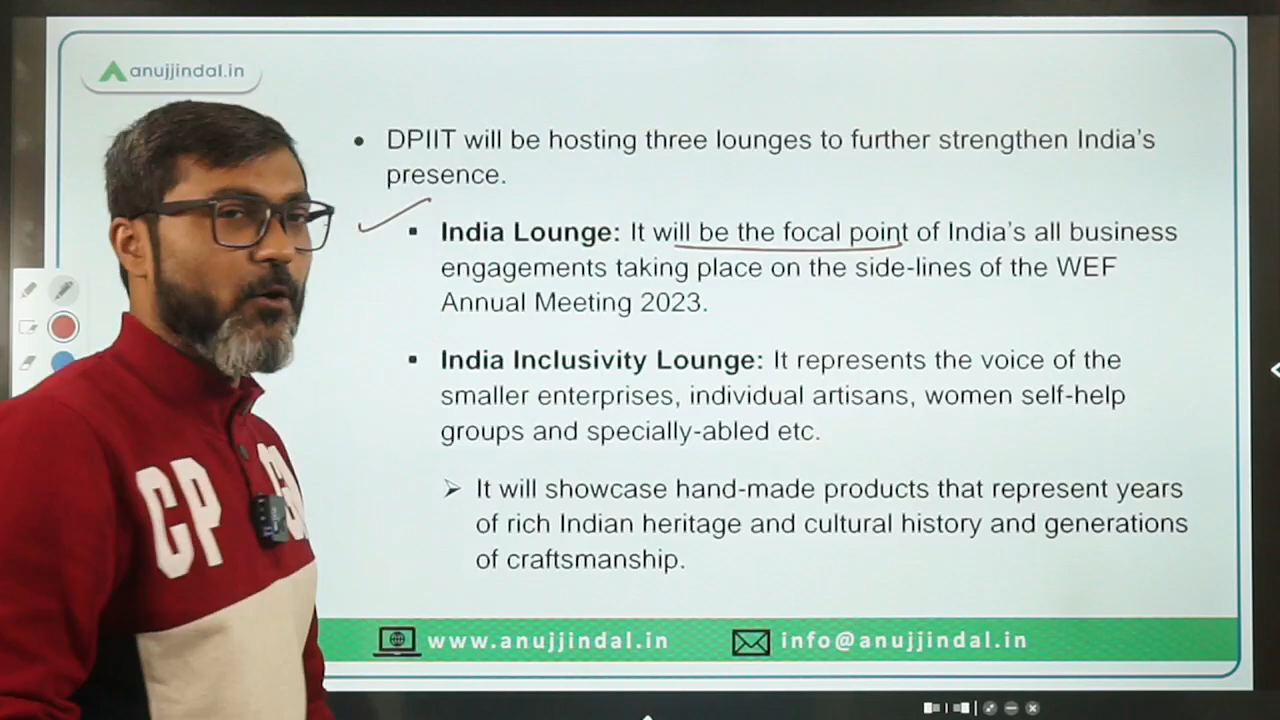 anujjindal.in
• DPIIT will be hosting three lounges to further strengthen India's
presence.
▪ India Lounge: It will be the focal point of India's all business
engagements taking place on the side-lines of the WEF
Annual Meeting 2023.
▪ India Inclusivity Lounge: It represents the voice of the
smaller enterprises, individual artisans, women self-help
groups and specially-abled etc.
➢ It will showcase hand-made products that represent years
of rich Indian heritage and cultural history and generations
of craftsmanship.
CP
www.anujjindal.in info@anujjindal.in